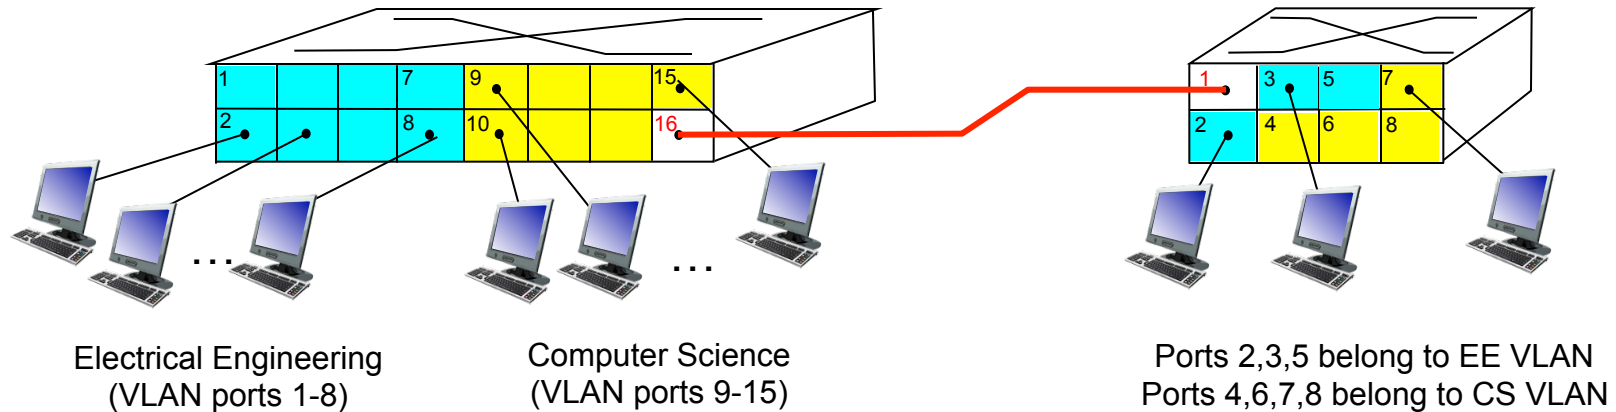 1 7 9 15
2 8 10 16
1 3 5 7
2 4 6 8
... ...
Electrical Engineering
(VLAN ports 1-8)
Computer Science
(VLAN ports 9-15)
Ports 2,3,5 belong to EE VLAN
Ports 4,6,7,8 belong to CS VLAN